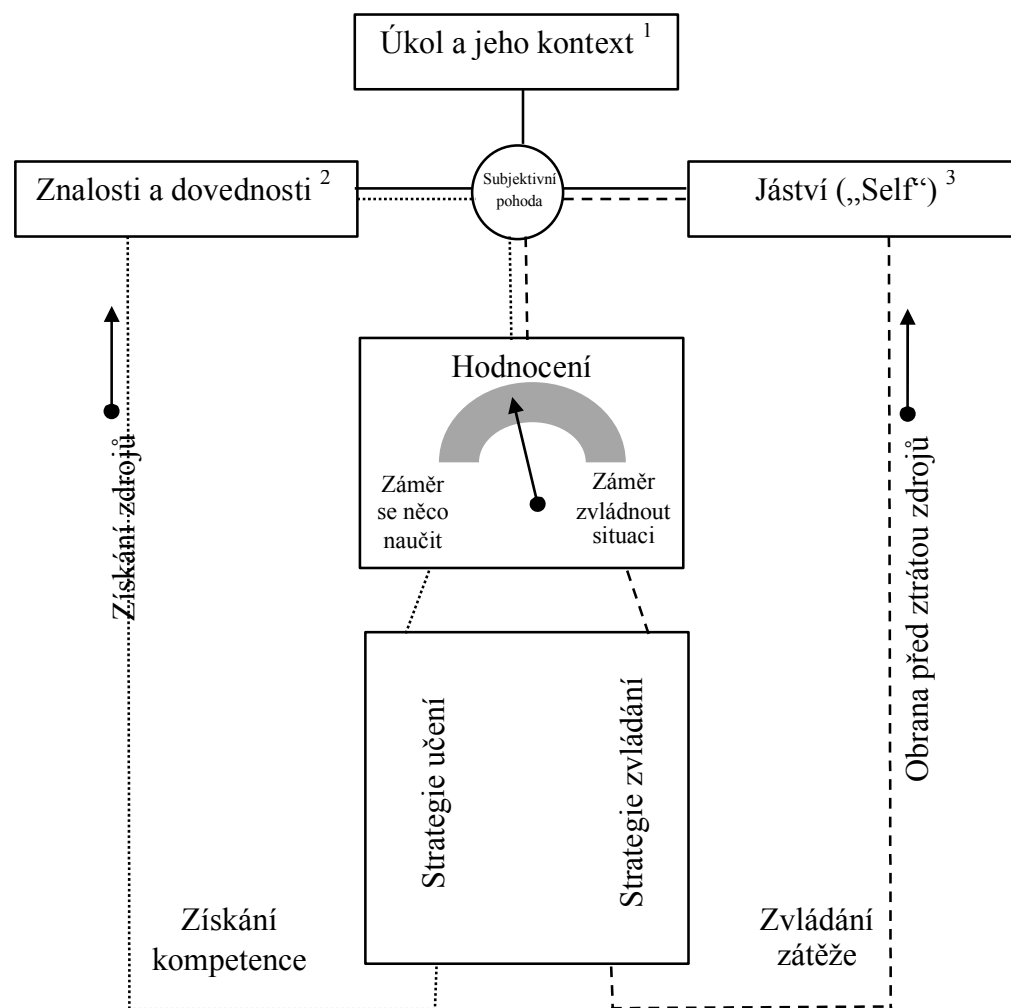 Úkol a jeho kontext 1
Znalosti a dovednosti 2
Subjektivní
pohoda
Jáství („Self“) 3
Hodnocení
Záměr
se něco
naučit
Záměr
zvládnout
situaci
Získání zdrojů
Obrana před ztrátou zdrojů
Strategie učení
Strategie zvládání
Získání
kompetence
Zvládání
zátěže